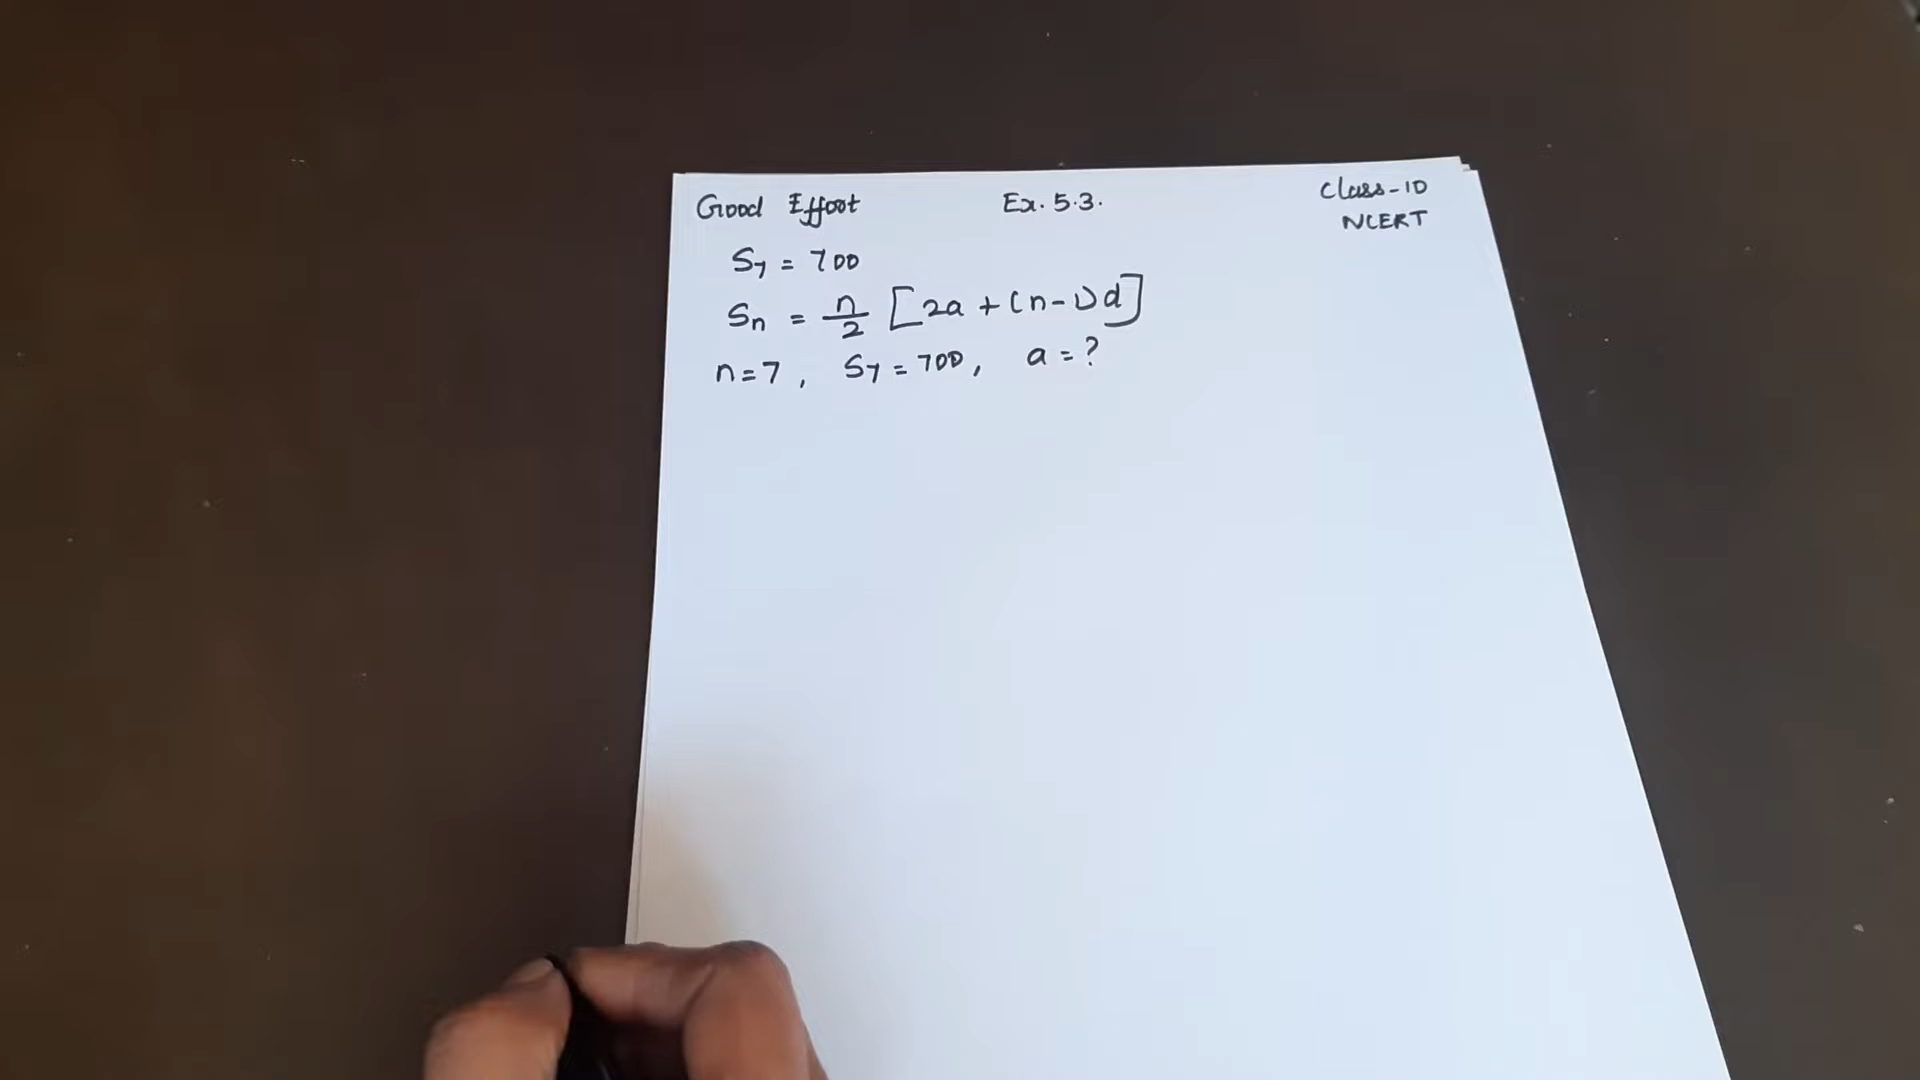 Good Effort Ex. 5.3. Class-10
NCERT
S7 = 700
Sn = n/2 [2a + (n-1)d]
n=7, S7 = 700, a = ?